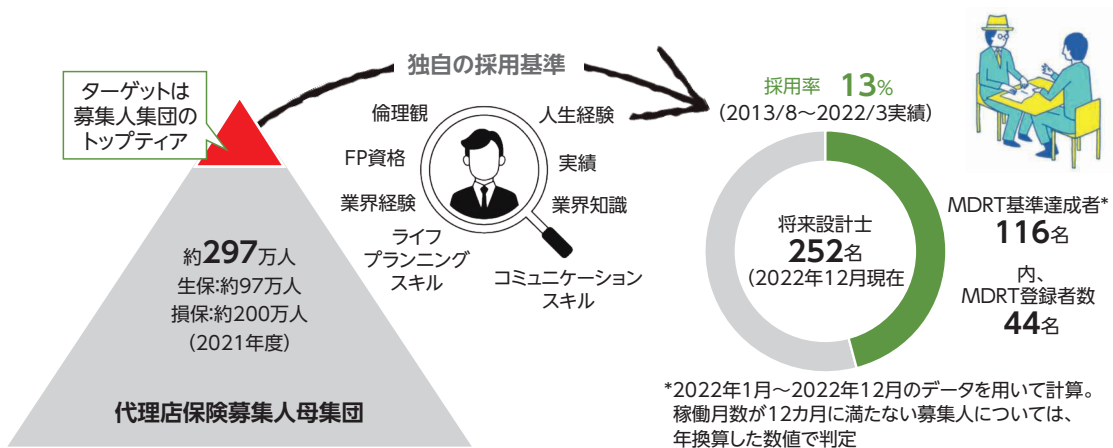 ターゲットは
募集人集団の
トップティア
約297万人
生保:約97万人
損保:約200万人
(2021年度)
代理店保険募集人母集団
独自の採用基準
倫理観
人生経験
FP資格
実績
業界経験
業界知識
ライフ
プランニング
スキル
コミュニケーション
スキル
採用率 13%
(2013/8〜2022/3実績)
将来設計士
252名
(2022年12月現在
MDRT基準達成者*
116名
内、
MDRT登録者数
44名
*2022年1月〜2022年12月のデータを用いて計算。
稼働月数が12カ月に満たない募集人については、
年換算した数値で判定